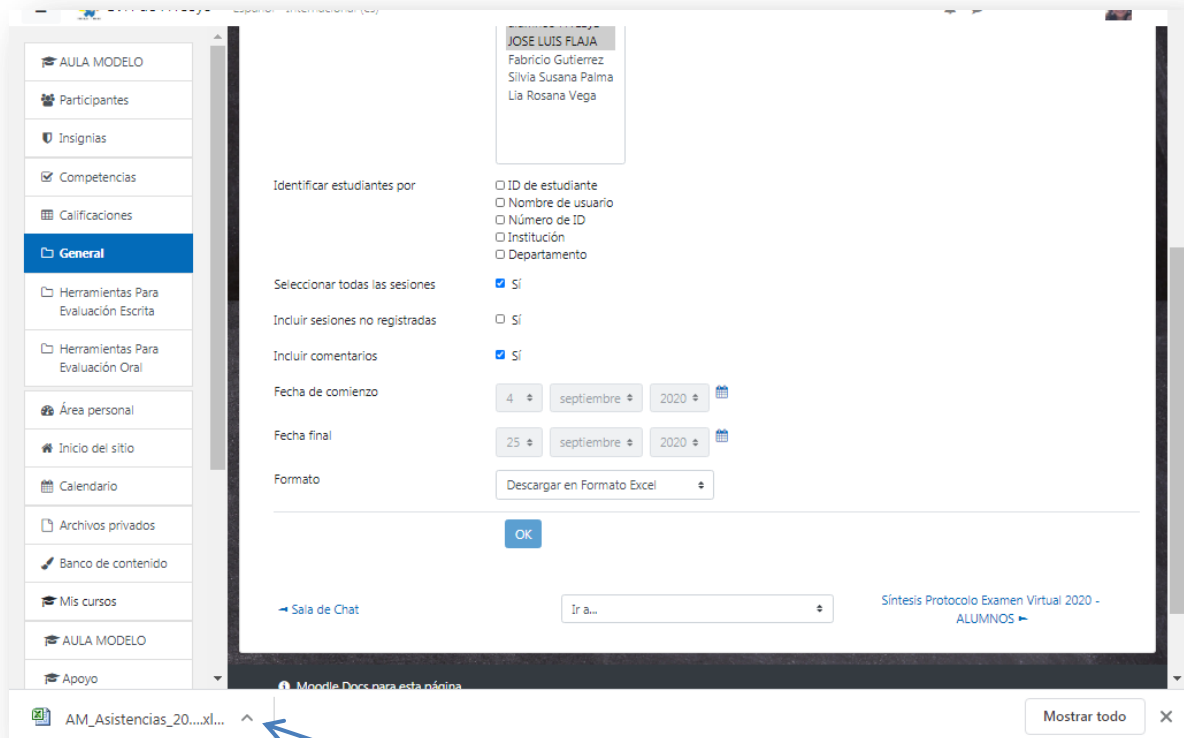 Español - Internacional (es)
JOSE LUIS FLAJA
Fabricio Gutierrez
Silvia Susana Palma
Lia Rosana Vega
AULA MODELO
Participantes
Insignias
Competencias
Calificaciones
General
Herramientas Para
Evaluación Escrita
Herramientas Para
Evaluación Oral
Área personal
Inicio del sitio
Calendario
Archivos privados
Banco de contenido
Mis cursos
AULA MODELO
Apoyo
Identificar estudiantes por
ID de estudiante
Nombre de usuario
Número de ID
Institución
Departamento
Seleccionar todas las sesiones Sí
Incluir sesiones no registradas Sí
Incluir comentarios Sí
Fecha de comienzo 4 septiembre 2020
Fecha final 25 septiembre 2020
Formato Descargar en Formato Excel
OK
Sala de Chat
Ir a...
Síntesis Protocolo Examen Virtual 2020 -
ALUMNOS
Moodle Docs para esta página
AM_Asistencias_20....xl...
Mostrar todo